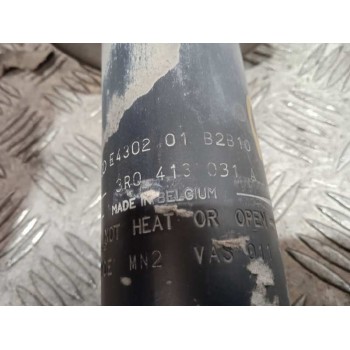 E4302 01 B2B10
3R0 413 031 A
MADE IN BELGIUM
NOT HEAT OR OPEN
MN2 VAS